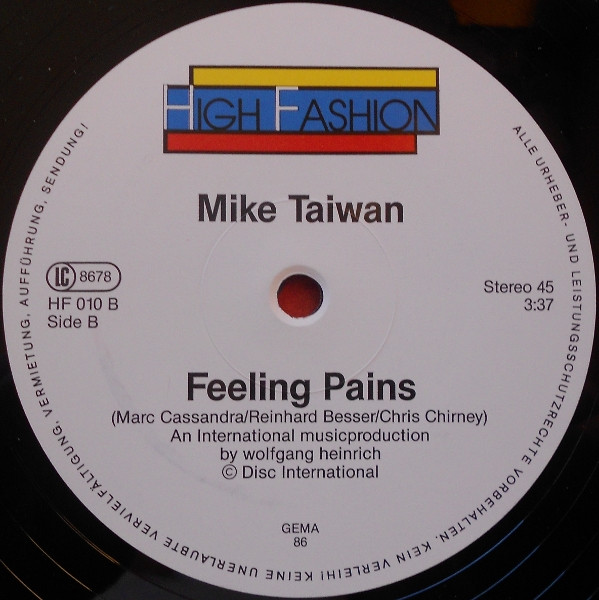 HIGH FASHION
Mike Taiwan
LC 8678
HF 010 B
Side B
Stereo 45
3:37
Feeling Pains
(Marc Cassandra/Reinhard Besser/Chris Chirney)
An International musicproduction
by wolfgang heinrich
© Disc International
GEMA
86
ALLE URHEBER- UND LEISTUNGSSCHUTZRECHTE VORBEHALTEN. KEIN VERLEIH! KEINE UNERLAUBTE VERVIELFÄLTIGUNG, VERMIETUNG, AUFFÜHRUNG, SENDUNG!